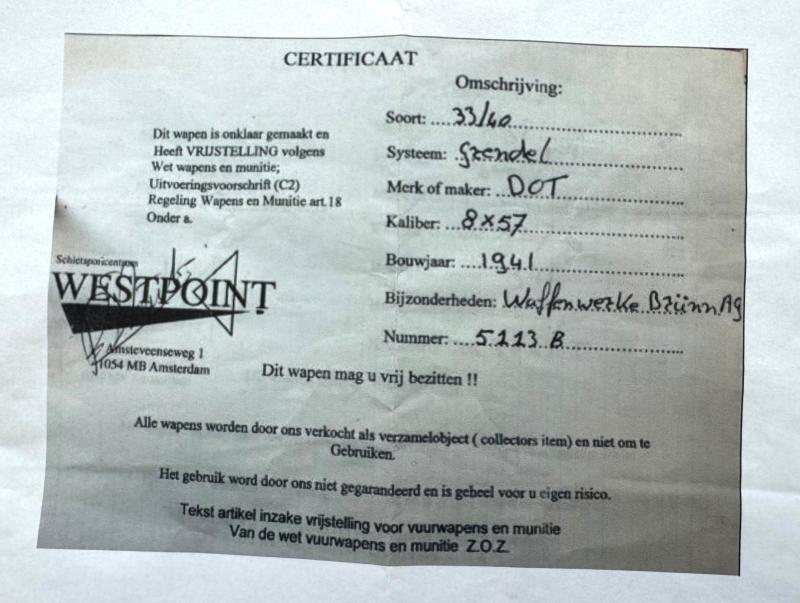 CERTIFICAAT
Omschrijving:
Dit wapen is onklaar gemaakt en
Heeft VRIJSTELLING volgens
Wet wapens en munitie;
Uitvoeringsvoorschrift (C2)
Regeling Wapens en Munitie art.18
Onder a.
Soort: ....33/40
Systeem: .Grendel
Merk of maker: ..DOT
Kaliber: ...8x57
Bouwjaar: ...1941
Bijzonderheden: Waffenwerke Brünn AG
Nummer: ....5113 B
Schietsportcentrum
WESTPOINT
Amsteveenseweg 1
1054 MB Amsterdam
Dit wapen mag u vrij bezitten !!
Alle wapens worden door ons verkocht als verzamelobject ( collectors item) en niet om te
Gebruiken.
Het gebruik word door ons niet gegarandeerd en is geheel voor u eigen risico.
Tekst artikel inzake vrijstelling voor vuurwapens en munitie
Van de wet vuurwapens en munitie Z.O.Z.